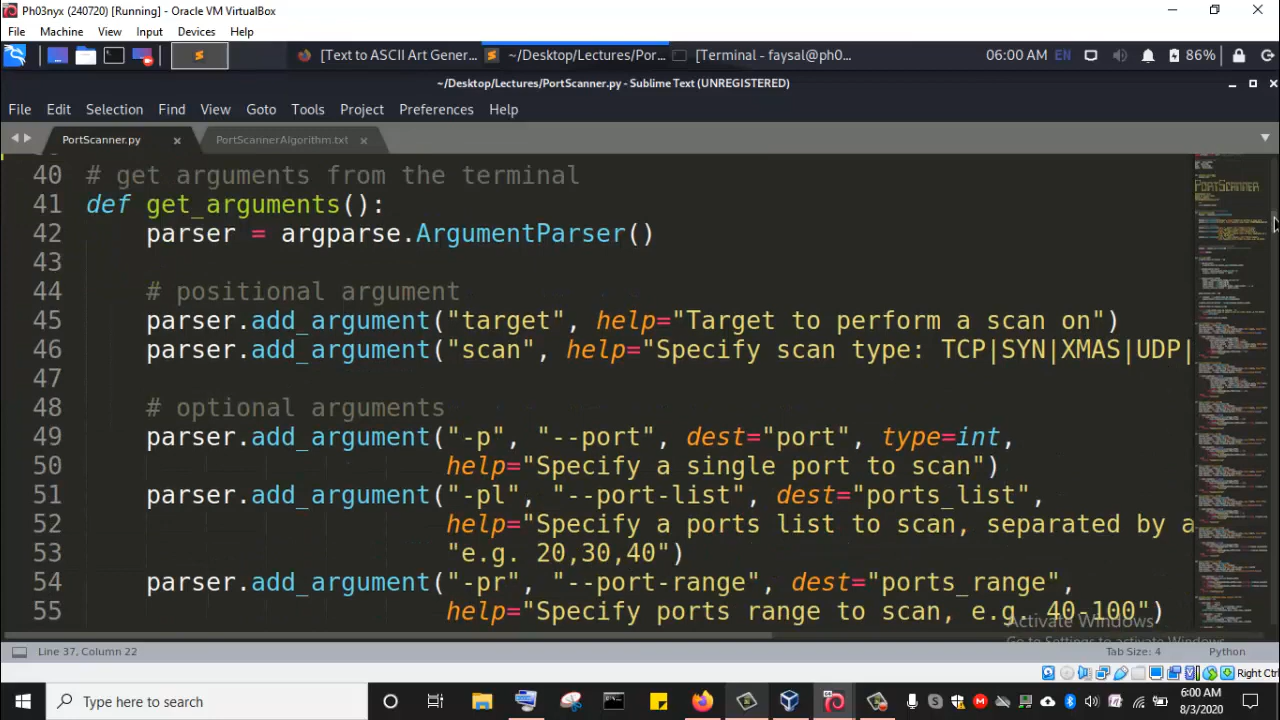 Ph03nyx (240720) [Running] - Oracle VM VirtualBox
File Machine View Input Devices Help
[Text to ASCII Art Gener... ~/Desktop/Lectures/Por... [Terminal - faysal@ph0... 06:00 AM EN 86%
~/Desktop/Lectures/PortScanner.py - Sublime Text (UNREGISTERED)
File Edit Selection Find View Goto Tools Project Preferences Help
PortScanner.py PortScannerAlgorithm.txt
40 # get arguments from the terminal
41 def get_arguments():
42 parser = argparse.ArgumentParser()
43
44 # positional argument
45 parser.add_argument("target", help="Target to perform a scan on")
46 parser.add_argument("scan", help="Specify scan type: TCP|SYN|XMAS|UDP|
47
48 # optional arguments
49 parser.add_argument("-p", "--port", dest="port", type=int,
50 help="Specify a single port to scan")
51 parser.add_argument("-pl", "--port-list", dest="ports_list",
52 help="Specify a ports list to scan, separated by a
53 "e.g. 20,30,40")
54 parser.add_argument("-pr", "--port-range", dest="ports_range",
55 help="Specify ports range to scan, e.g. 40-100")
PORTSCANNER
Activate Windows
Go to Settings to activate Windows.
Line 37, Column 22 Tab Size: 4 Python
Right Ctrl
Type here to search
6:00 AM
8/3/2020